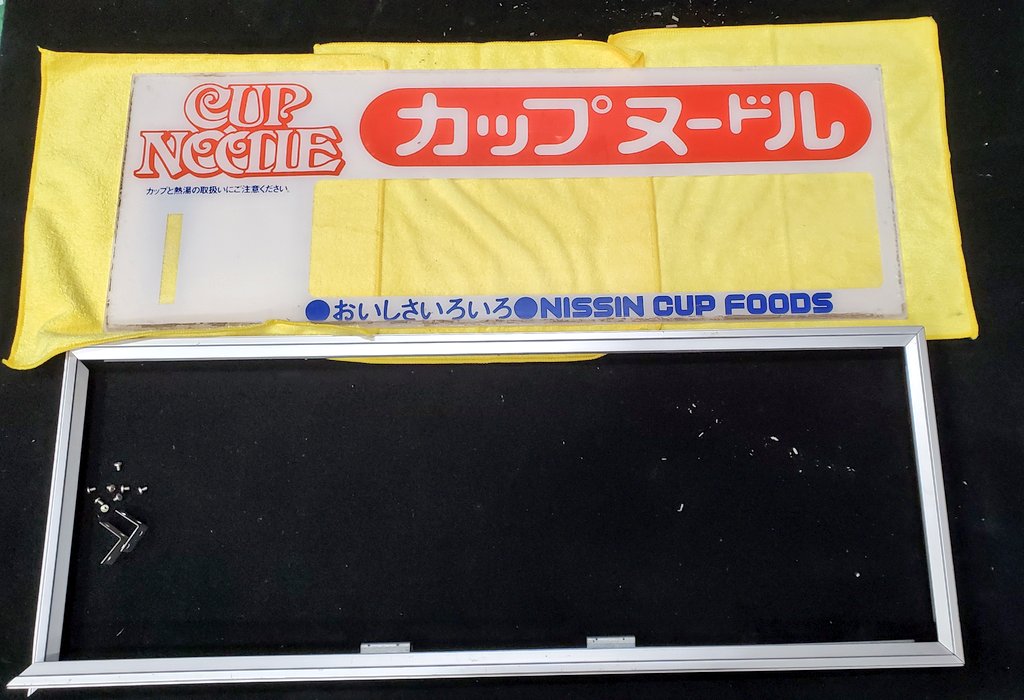 CUP
NOODLE
カップヌードル
カップと熱湯の取扱いにご注意ください。
●おいしさいろいろ●NISSIN CUP FOODS